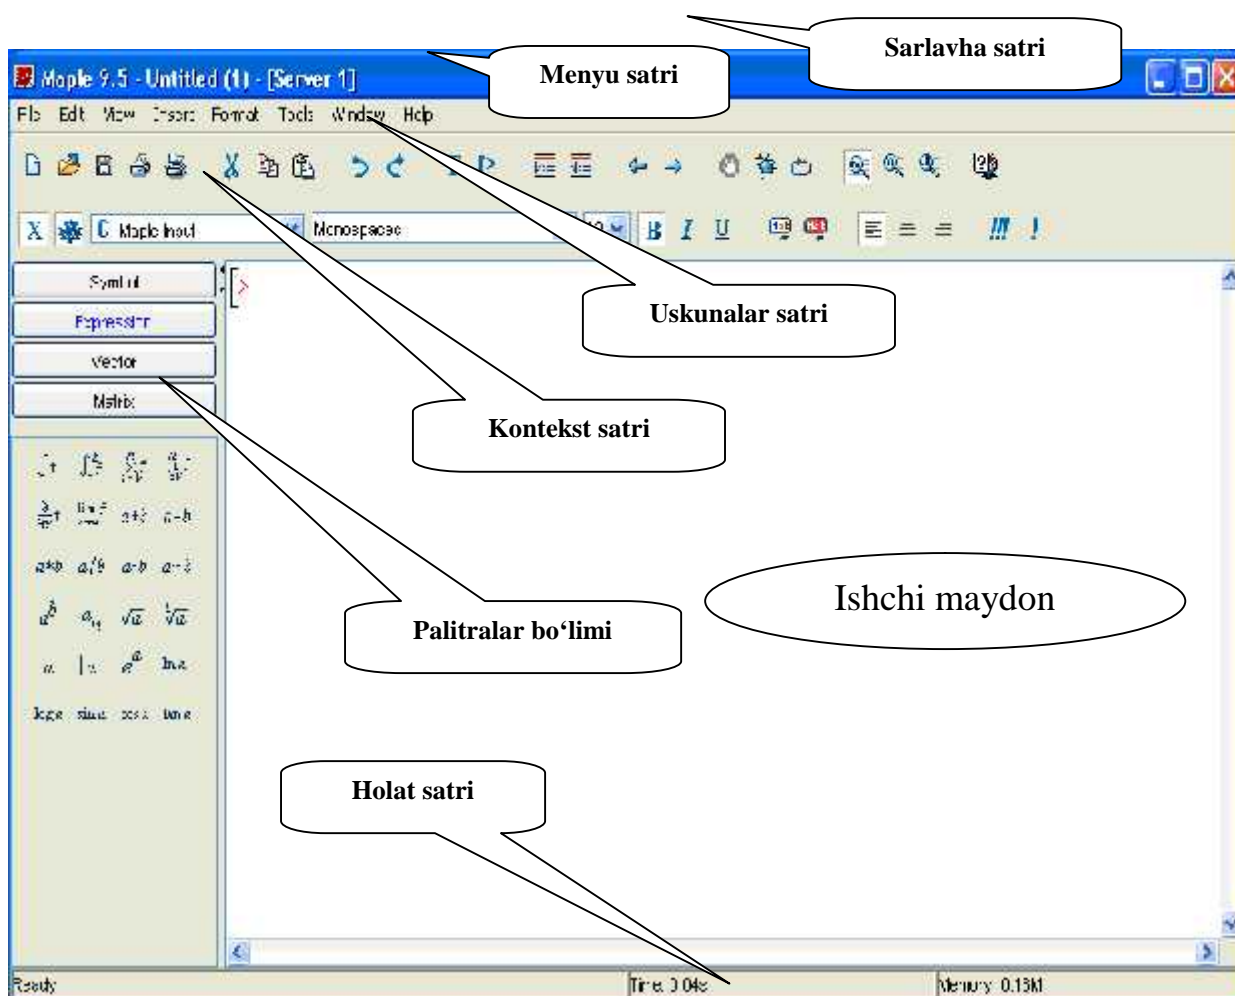 Sarlavha satri
Menyu satri
Maple 9.5 - Untitled (1) - [Server 1]
File Edit View Insert Format Tools Window Help
Maple Input Monospaced
B I U
Symbol
Expression
Vector
Matrix
Uskunalar satri
Kontekst satri
Ishchi maydon
Palitralar bo‘limi
Holat satri
Ready Time: 0.04s Memory: 0.18M